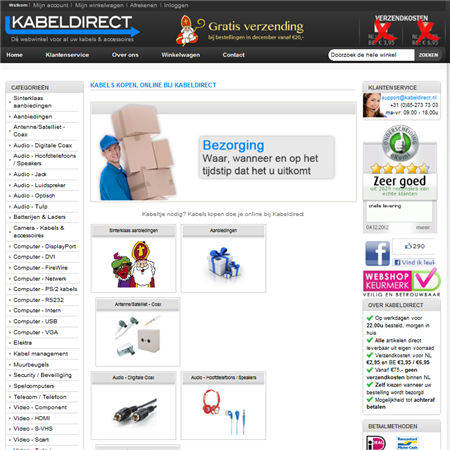 Welkom | Mijn account | Mijn winkelwagen | Afrekenen | Inloggen
KABELDIRECT
Dé webwinkel voor al uw kabels & accessoires
Gratis verzending
bij bestellingen in december vanaf €20,-
VERZENDKOSTEN
Home
Klantenservice
Over ons
Winkelwagen
Doorzoek de hele winkel
ZOEKEN
CATEGORIEËN
Sinterklaas
aanbiedingen
Aanbiedingen
Antenne/Satelliet -
Coax
Audio - Digitale Coax
Audio - Hoofdtelefoons
/ Speakers
Audio - Jack
Audio - Luidspreker
Audio - Optisch
Audio - Tulp
Batterijen & Laders
Camera - Kabels &
accessoires
Computer - DisplayPort
Computer - DVI
Computer - FireWire
Computer - Netwerk
Computer - PS/2 kabels
Computer - RS232
Computer - Intern
Computer - USB
Computer - VGA
Elektra
Kabel management
Muurbeugels
Security / Beveiliging
Spelcomputers
Telecom / Telefoon
Video - Component
Video - HDMI
Video - S-VHS
Video - Scart
KABELS KOPEN, ONLINE BIJ KABELDIRECT
Bezorging
Waar, wanneer en op het
tijdstip dat het u uitkomt
Kabeltje nodig? Kabels kopen doe je online bij Kabeldirect
Sinterklaas aanbiedingen
Aanbiedingen
Antenne/Satelliet - Coax
Audio - Digitale Coax
Audio - Hoofdtelefoons / Speakers
KLANTENSERVICE
support@kabeldirect.nl
+31 (0)85-273 73 03
ma-vr: 09.00 - 18.00u
Zeer goed
uit 2629 recensies van
echte klanten
snelle levering
04.12.2012
meer
290
Vind ik leuk
WEBSHOP
KEURMERK
VEILIG EN BETROUWBAAR
OVER KABELDIRECT
Op werkdagen voor
22.00u besteld, morgen in
huis
Alle artikelen direct
leverbaar uit eigen voorraad
Verzendkosten voor NL
€2,95 en BE €3,95 / €6,95
Vanaf €75,- geen
verzendkosten binnen NL
Zelf kiezen wanneer uw
bestelling wordt bezorgd
Mogelijkheid tot achteraf
betalen
BETAALMETHODEN
Bancontact